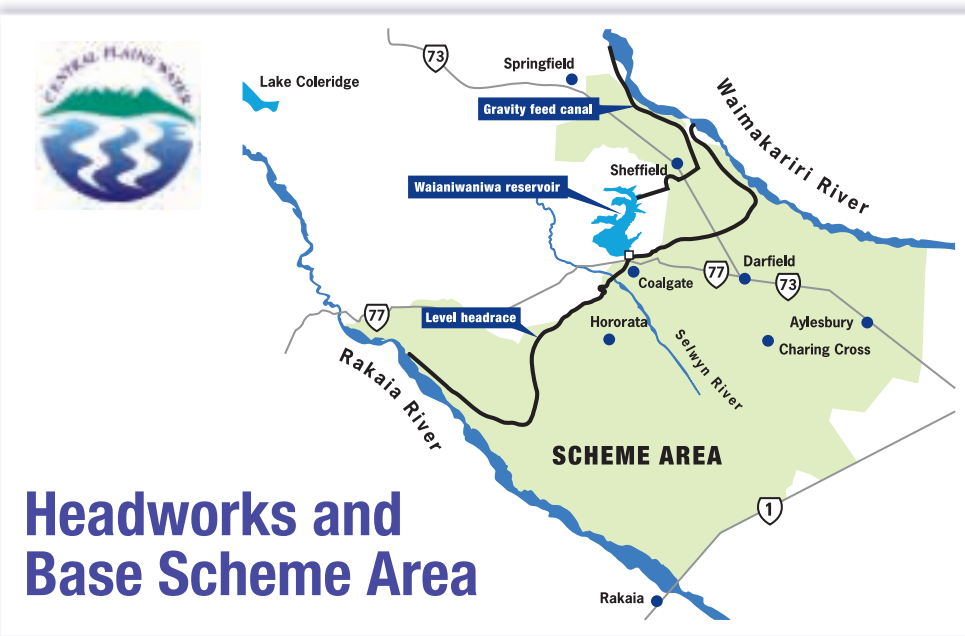 CENTRAL PLAINS WATER
73
Springfield
Lake Coleridge
Gravity feed canal
Waimakariri River
Sheffield
Waianiwaniwa reservoir
Darfield
77
73
Coalgate
77
Level headrace
Hororata
Aylesbury
Charing Cross
Selwyn River
Rakaia River
SCHEME AREA
1
Headworks and
Base Scheme Area
Rakaia